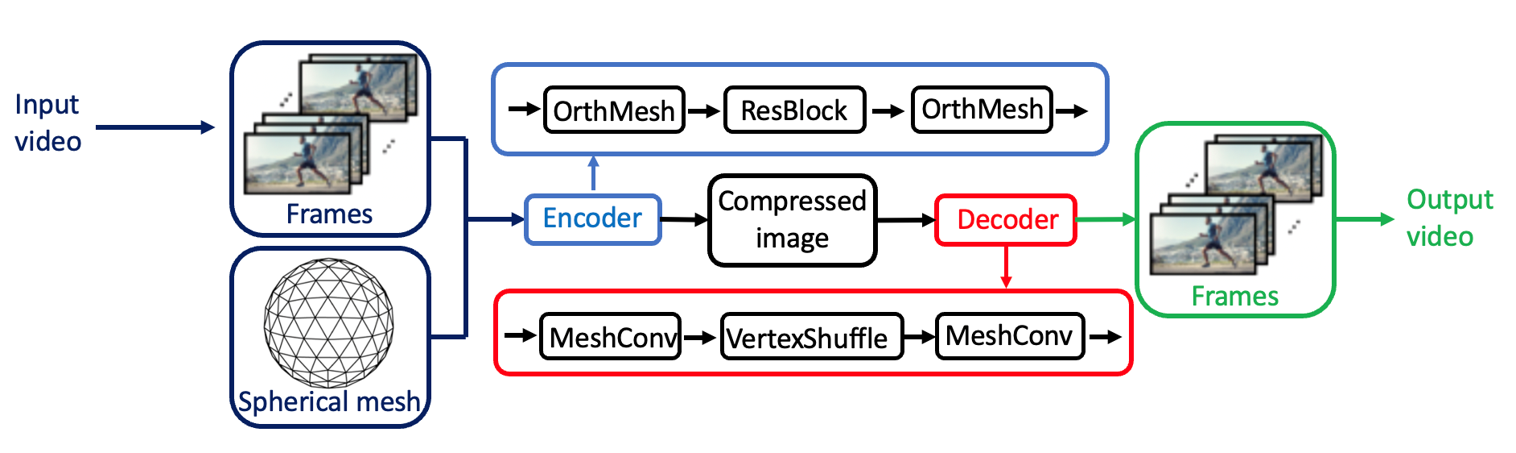 Input
video
Frames
Spherical mesh
OrthMesh
ResBlock
OrthMesh
Encoder
Compressed
image
Decoder
MeshConv
VertexShuffle
MeshConv
Frames
Output
video